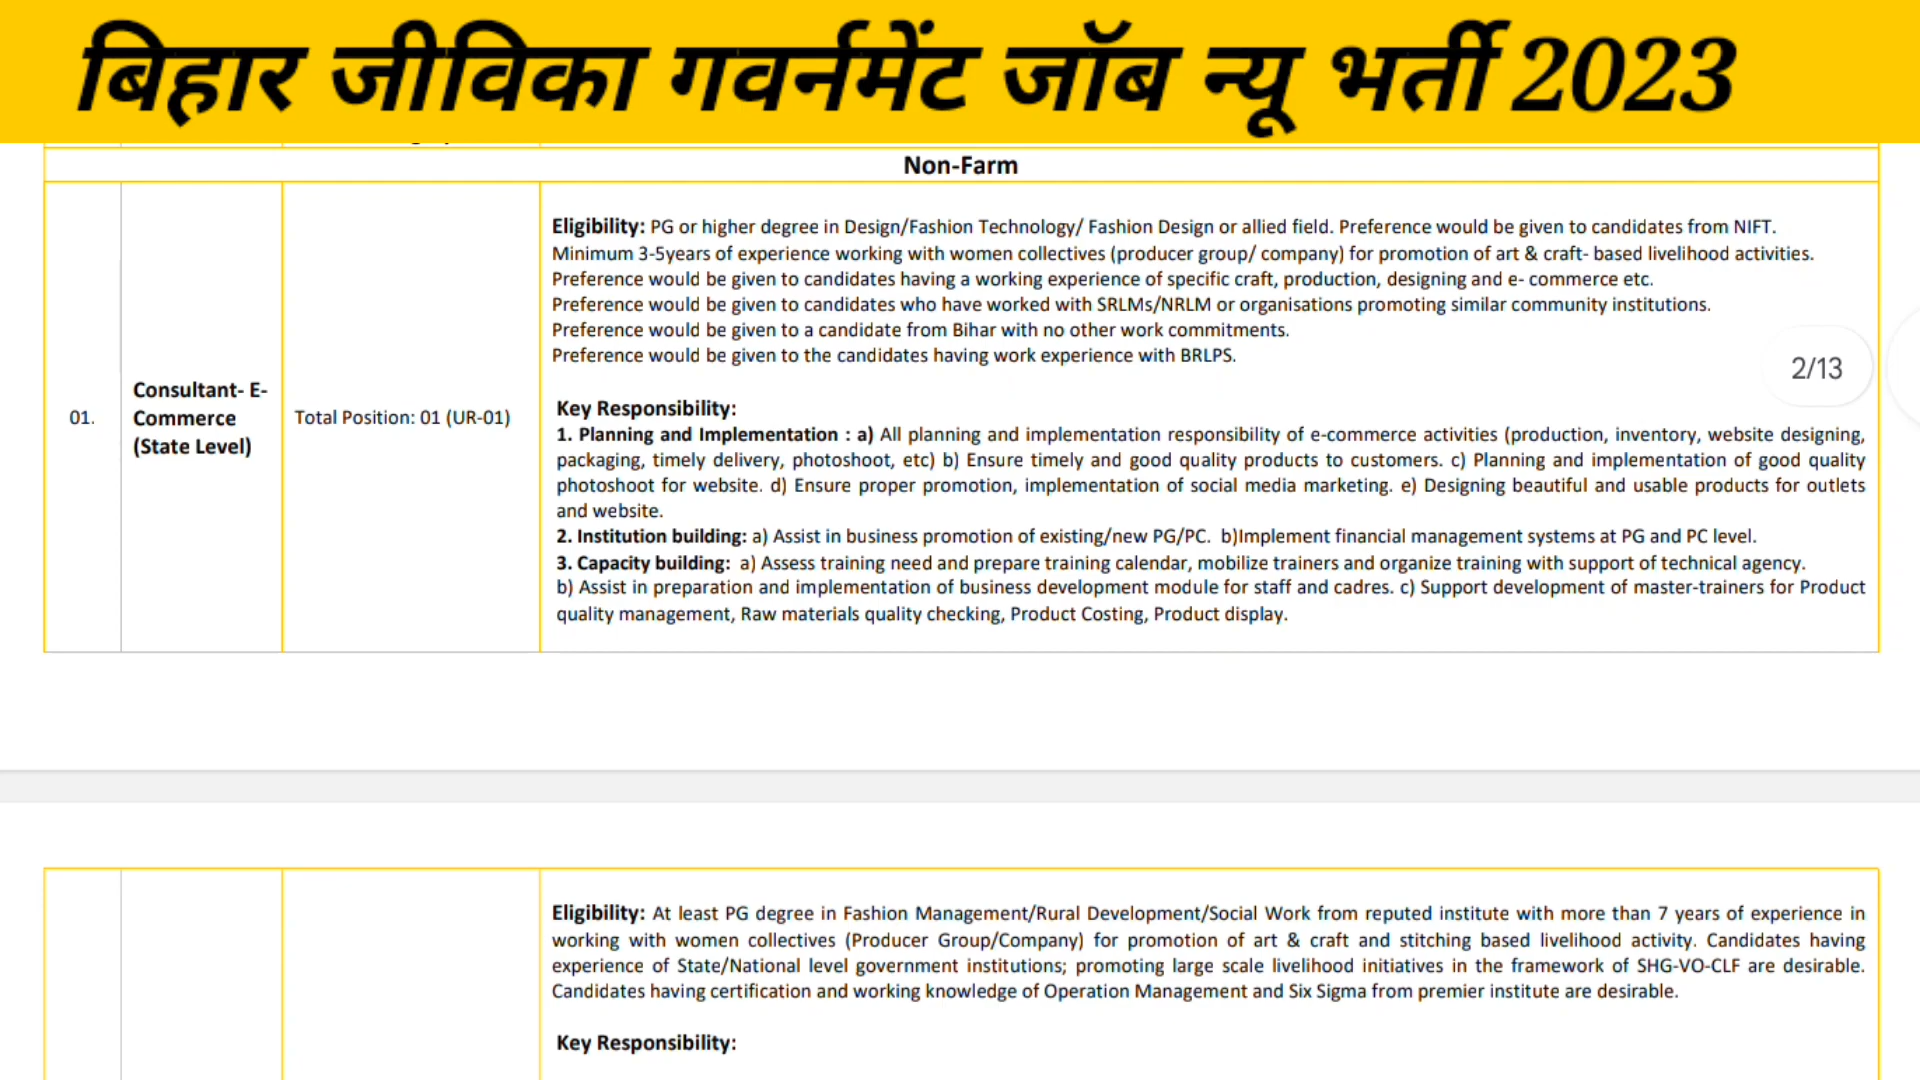 बिहार जीविका गवर्नमेंट जॉब न्यू भर्ती 2023
Non-Farm
01.
Consultant- E-
Commerce
(State Level)
Total Position: 01 (UR-01)
Eligibility: PG or higher degree in Design/Fashion Technology/ Fashion Design or allied field. Preference would be given to candidates from NIFT.
Minimum 3-5years of experience working with women collectives (producer group/ company) for promotion of art & craft- based livelihood activities.
Preference would be given to candidates having a working experience of specific craft, production, designing and e- commerce etc.
Preference would be given to candidates who have worked with SRLMs/NRLM or organisations promoting similar community institutions.
Preference would be given to a candidate from Bihar with no other work commitments.
Preference would be given to the candidates having work experience with BRLPS.
2/13
Key Responsibility:
1. Planning and Implementation : a) All planning and implementation responsibility of e-commerce activities (production, inventory, website designing,
packaging, timely delivery, photoshoot, etc) b) Ensure timely and good quality products to customers. c) Planning and implementation of good quality
photoshoot for website. d) Ensure proper promotion, implementation of social media marketing. e) Designing beautiful and usable products for outlets
and website.
2. Institution building: a) Assist in business promotion of existing/new PG/PC. b)Implement financial management systems at PG and PC level.
3. Capacity building: a) Assess training need and prepare training calendar, mobilize trainers and organize training with support of technical agency.
b) Assist in preparation and implementation of business development module for staff and cadres. c) Support development of master-trainers for Product
quality management, Raw materials quality checking, Product Costing, Product display.
Eligibility: At least PG degree in Fashion Management/Rural Development/Social Work from reputed institute with more than 7 years of experience in
working with women collectives (Producer Group/Company) for promotion of art & craft and stitching based livelihood activity. Candidates having
experience of State/National level government institutions; promoting large scale livelihood initiatives in the framework of SHG-VO-CLF are desirable.
Candidates having certification and working knowledge of Operation Management and Six Sigma from premier institute are desirable.
Key Responsibility: